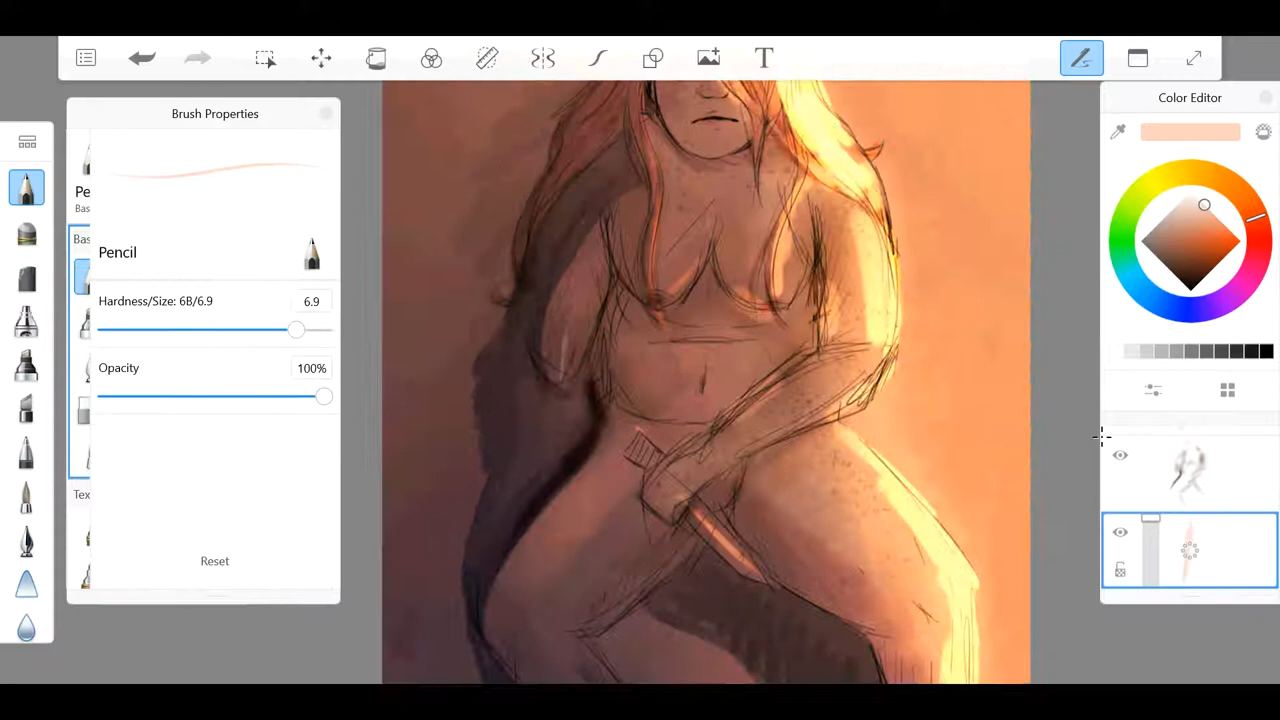 T
Brush Properties
Color Editor
Pe
Bas
Bas
Pencil
Hardness/Size: 6B/6.9
6.9
Opacity
100%
Tex
Reset